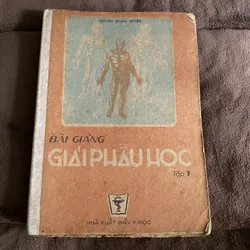 NGUYỄN QUANG QUYỀN
BÀI GIẢNG
GIẢI PHẪU HỌC
Tập 1
NHÀ XUẤT BẢN Y HỌC